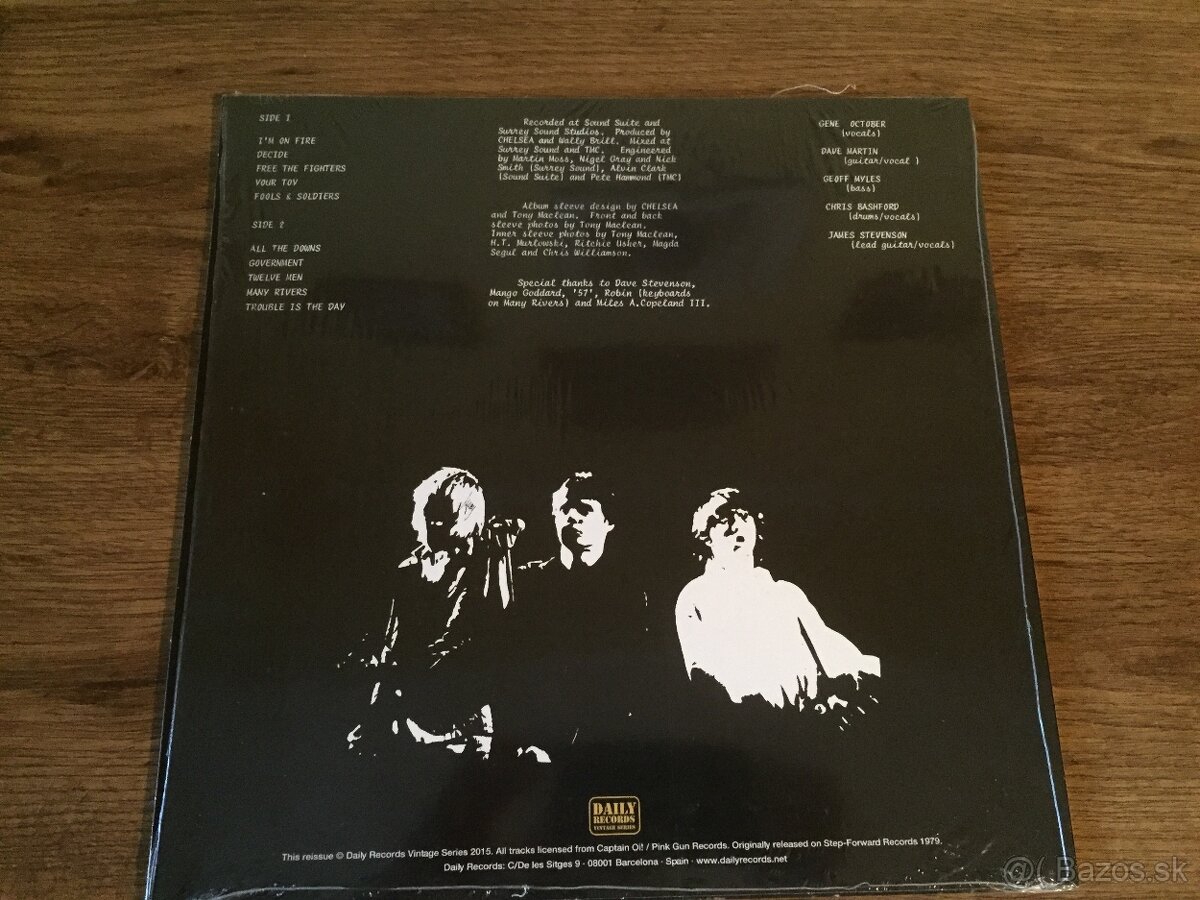 SIDE 1
I'M ON FIRE
DECIDE
FREE THE FIGHTERS
YOUR TOY
FOOLS & SOLDIERS
SIDE 2
ALL THE DOWNS
GOVERNMENT
TWELVE MEN
MANY RIVERS
TROUBLE IS THE DAY
Recorded at Sound Suite and
Surrey Sound Studios. Produced by
CHELSEA and Wally Brill. Mixed at
Surrey Sound and TMC. Engineered
by Martin Moss, Nigel Gray and Nick
Smith (Surrey Sound), Alvin Clark
(Sound Suite) and Pete Hammond (TMC)
Album sleeve design by CHELSEA
and Tony Maclean. Front and back
sleeve photos by Tony Maclean.
Inner sleeve photos by Tony Maclean,
H.T. Murlowski, Ritchie Usher, Magda
Segul and Chris Williamson.
Special thanks to Dave Stevenson,
Mango Goddard, '57', Robin (keyboards
on Many Rivers) and Miles A.Copeland III.
GENE OCTOBER
(vocals)
DAVE MARTIN
(guitar/vocal )
GEOFF MYLES
(bass)
CHRIS BASHFORD
(drums/vocals)
JAMES STEVENSON
(lead guitar/vocals)
DAILY
RECORDS
VINTAGE SERIES
This reissue © Daily Records Vintage Series 2015. All tracks licensed from Captain Oi! / Pink Gun Records. Originally released on Step-Forward Records 1979.
Daily Records: C/De les Sitges 9 · 08001 Barcelona · Spain · www.dailyrecords.net
Bazos.sk